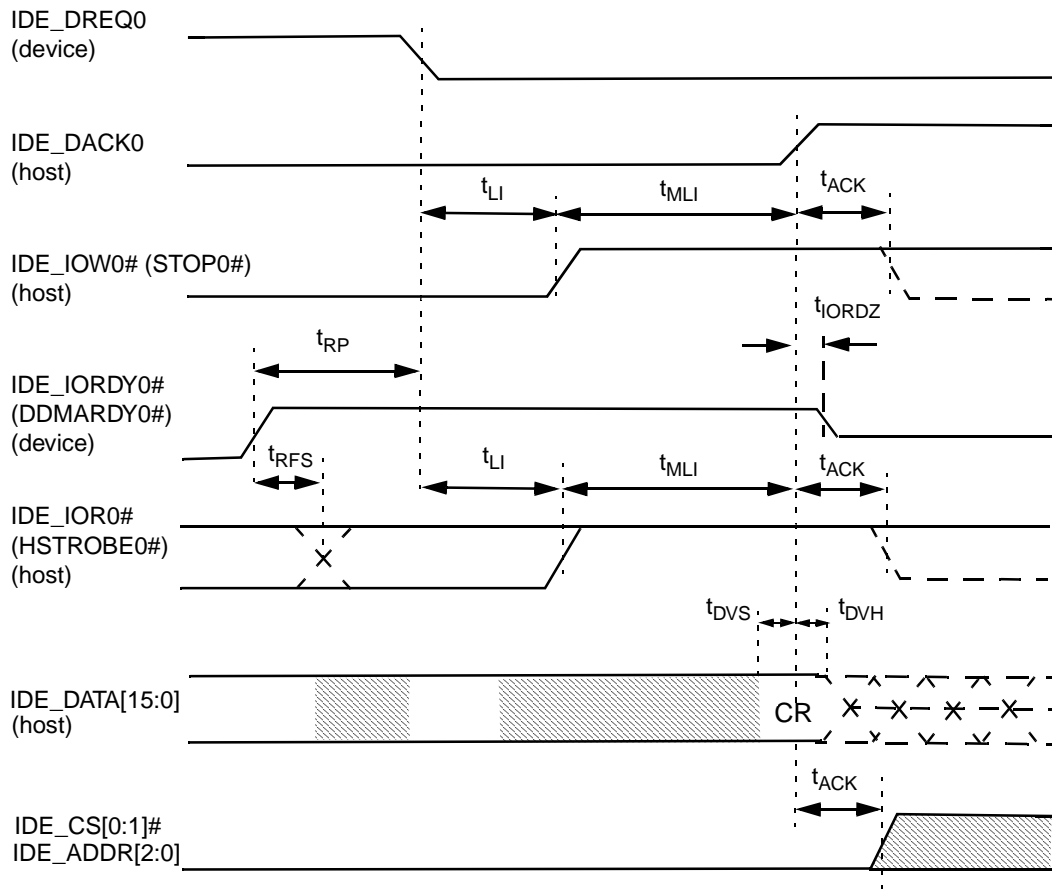 IDE_DREQ0
(device)
IDE_DACK0
(host)
tLI
tMLI
tACK
IDE_IOW0# (STOP0#)
(host)
tIORDZ
tRP
IDE_IORDY0#
(DDMARDY0#)
(device)
tRFS
tLI
tMLI
tACK
IDE_IOR0#
(HSTROBE0#)
(host)
tDVS
tDVH
IDE_DATA[15:0]
(host)
CR
tACK
IDE_CS[0:1]#
IDE_ADDR[2:0]